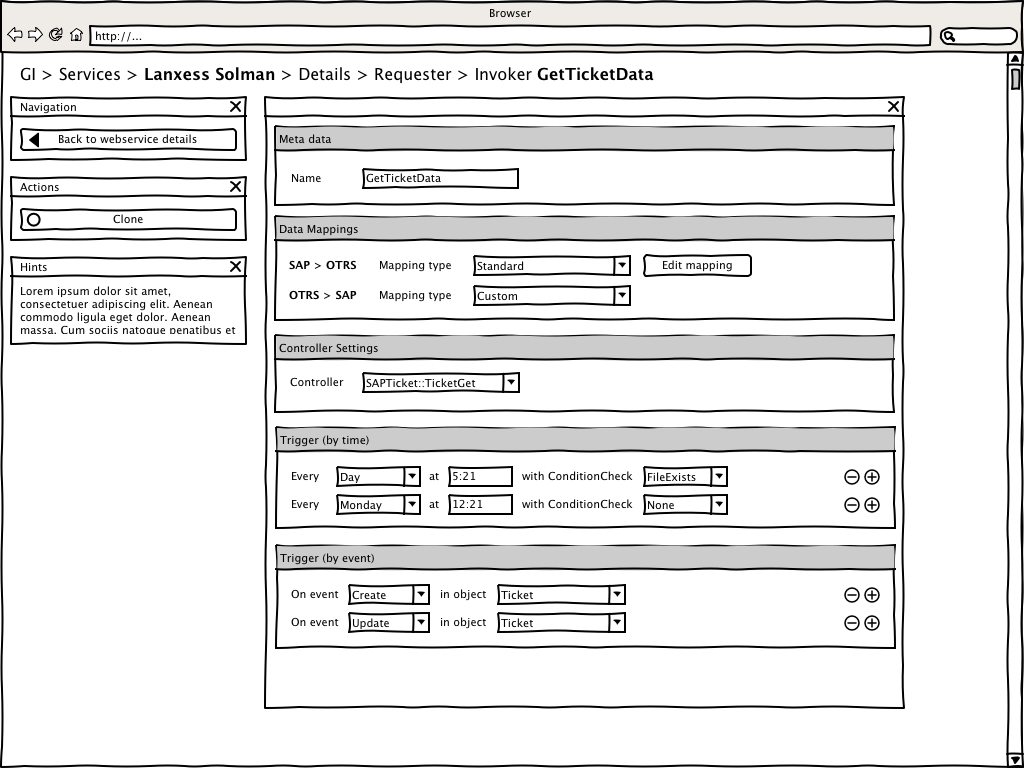 Browser
http://...
GI > Services > Lanxess Solman > Details > Requester > Invoker GetTicketData
Navigation
Back to webservice details
Actions
Clone
Hints
Lorem ipsum dolor sit amet,
consectetuer adipiscing elit. Aenean
commodo ligula eget dolor. Aenean
massa. Cum sociis natoque penatibus et
Meta data
Name GetTicketData
Data Mappings
SAP > OTRS Mapping type Standard Edit mapping
OTRS > SAP Mapping type Custom
Controller Settings
Controller SAPTicket::TicketGet
Trigger (by time)
Every Day at 5:21 with ConditionCheck FileExists
Every Monday at 12:21 with ConditionCheck None
Trigger (by event)
On event Create in object Ticket
On event Update in object Ticket